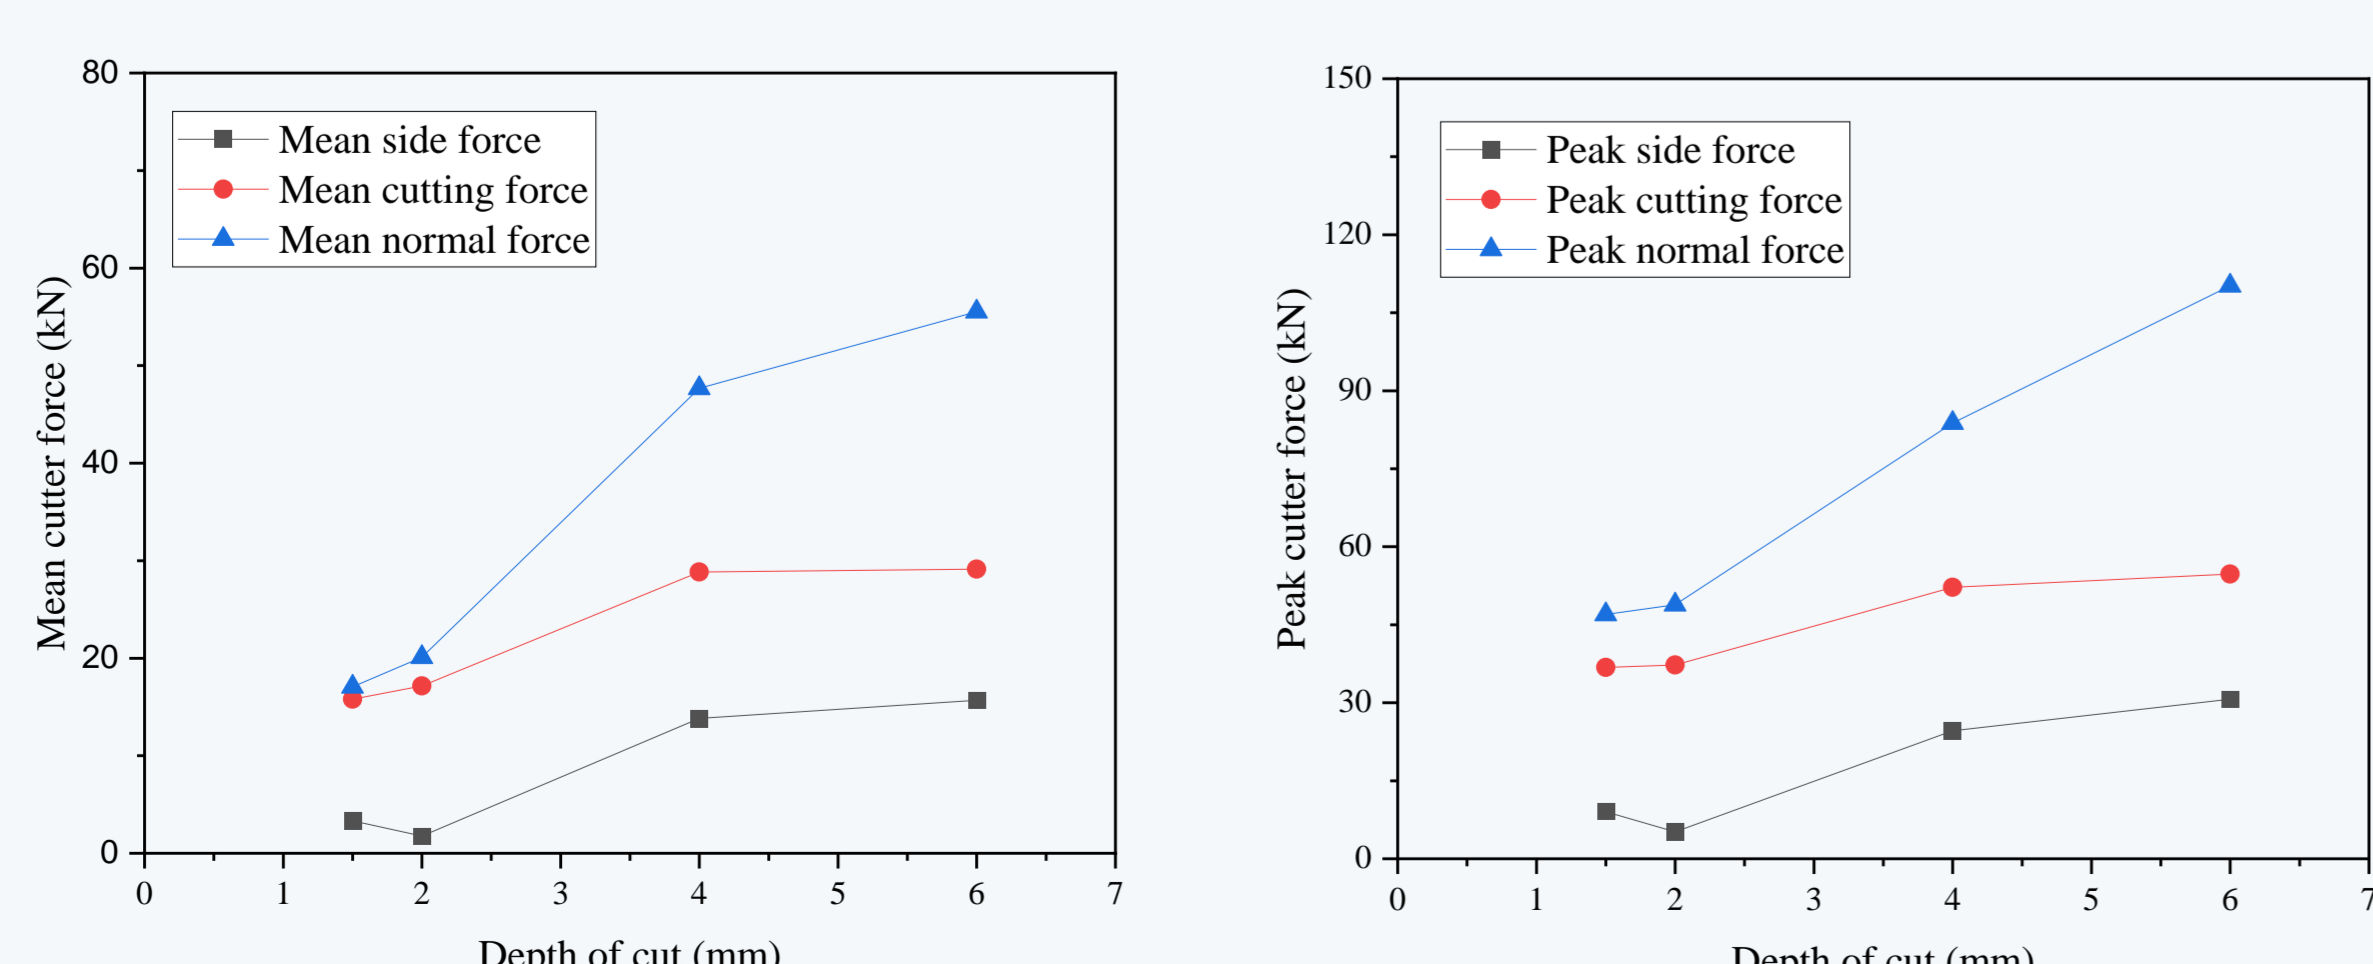 80
60
40
20
0
Mean side force
Mean cutting force
Mean normal force
Mean cutter force (kN)
0 1 2 3 4 5 6 7
Depth of cut (mm)
150
120
90
60
30
0
Peak side force
Peak cutting force
Peak normal force
Peak cutter force (kN)
0 1 2 3 4 5 6 7
Depth of cut (mm)